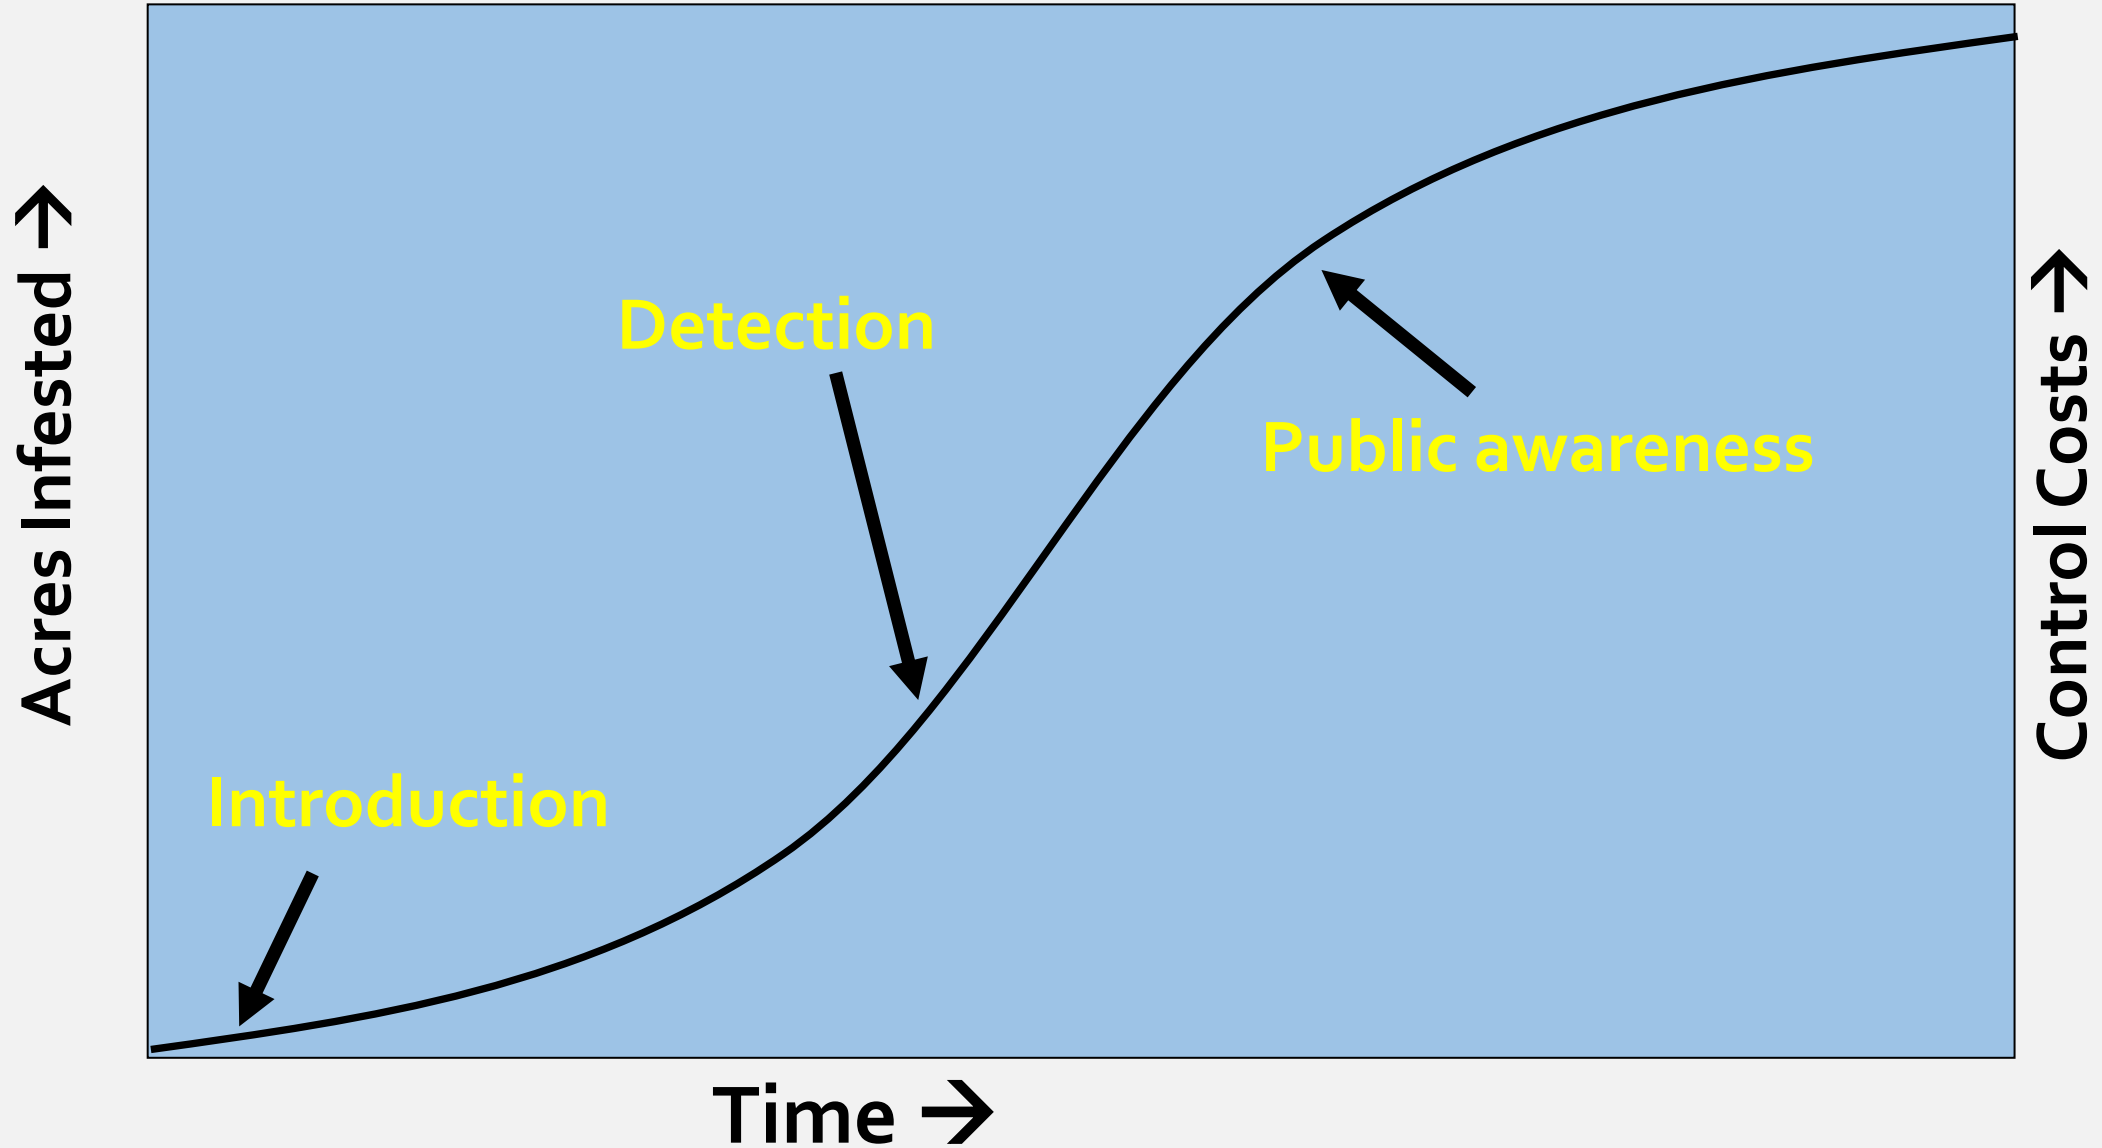 Acres Infested →
Detection
Public awareness
Introduction
Control Costs →
Time →